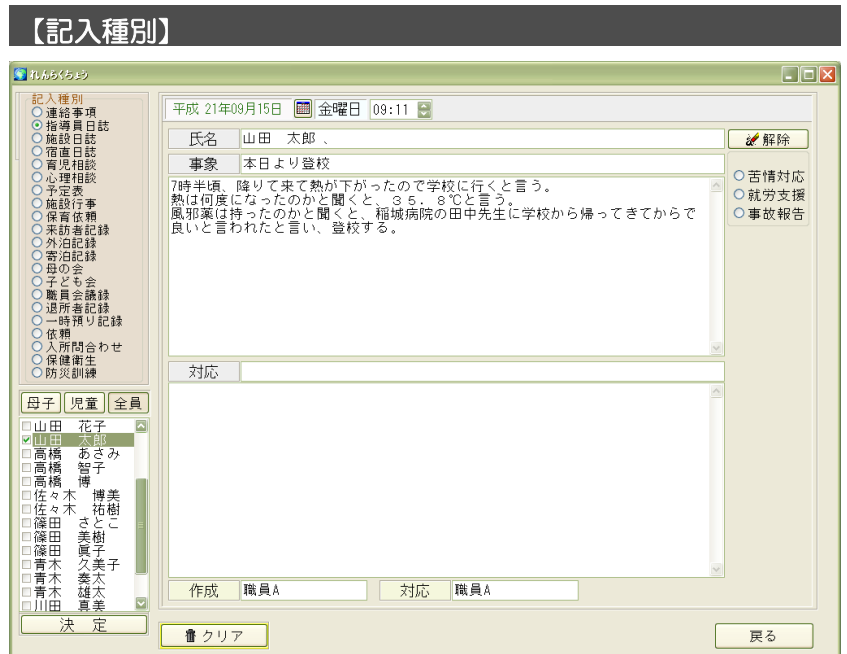 【記入種別】
れんらくちょう
記入種別
連絡事項
指導員日誌
施設日誌
宿直日誌
育児相談
心理相談
予定表
施設行事
保育依頼
来訪者記録
外泊記録
寄泊記録
母の会
子ども会
職員会議録
退所者記録
一時預り記録
依頼
入所問合わせ
保健衛生
防災訓練
母子 児童 全員
山田 花子
山田 太郎
高橋 あさみ
高橋 智子
高橋 博
佐々木 博美
佐々木 祐樹
篠田 さとこ
篠田 美樹
篠田 眞子
青木 久美子
青木 奏太
青木 雄太
川田 真美
決 定
平成 21年09月15日 金曜日 09:11
氏名 山田 太郎 、
事象 本日より登校
7時半頃、降りて来て熱が下がったので学校に行くと言う。
熱は何度になったのかと聞くと、35.8℃と言う。
風邪薬は持ったのかと聞くと、稲城病院の田中先生に学校から帰ってきてからで
良いと言われたと言い、登校する。
対応
作成 職員A 対応 職員A
解除
苦情対応
就労支援
事故報告
クリア
戻る